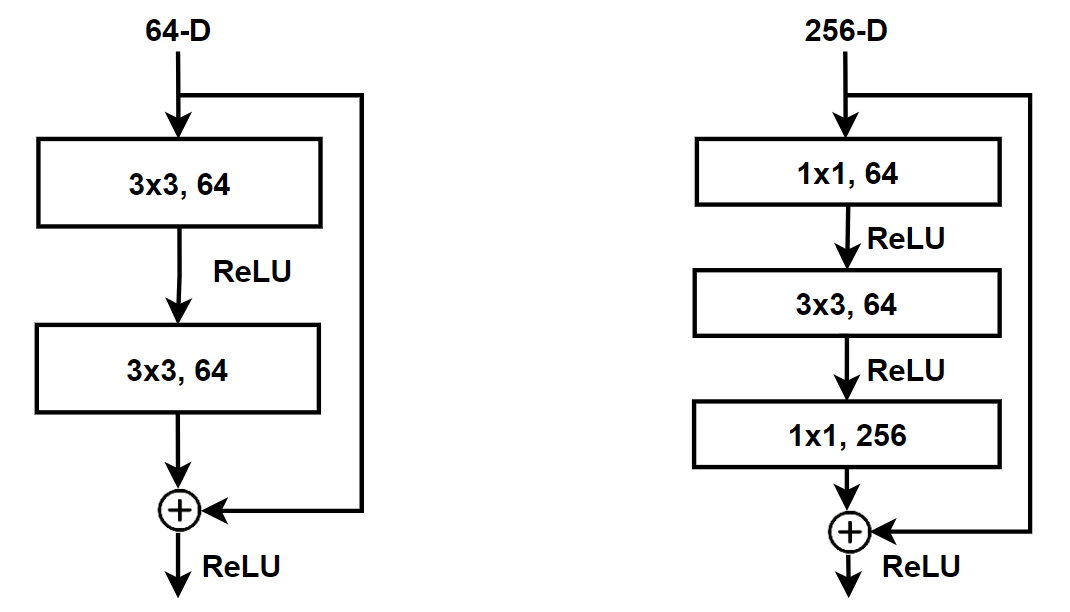 64-D
3x3, 64
ReLU
3x3, 64
ReLU
256-D
1x1, 64
ReLU
3x3, 64
ReLU
1x1, 256
ReLU